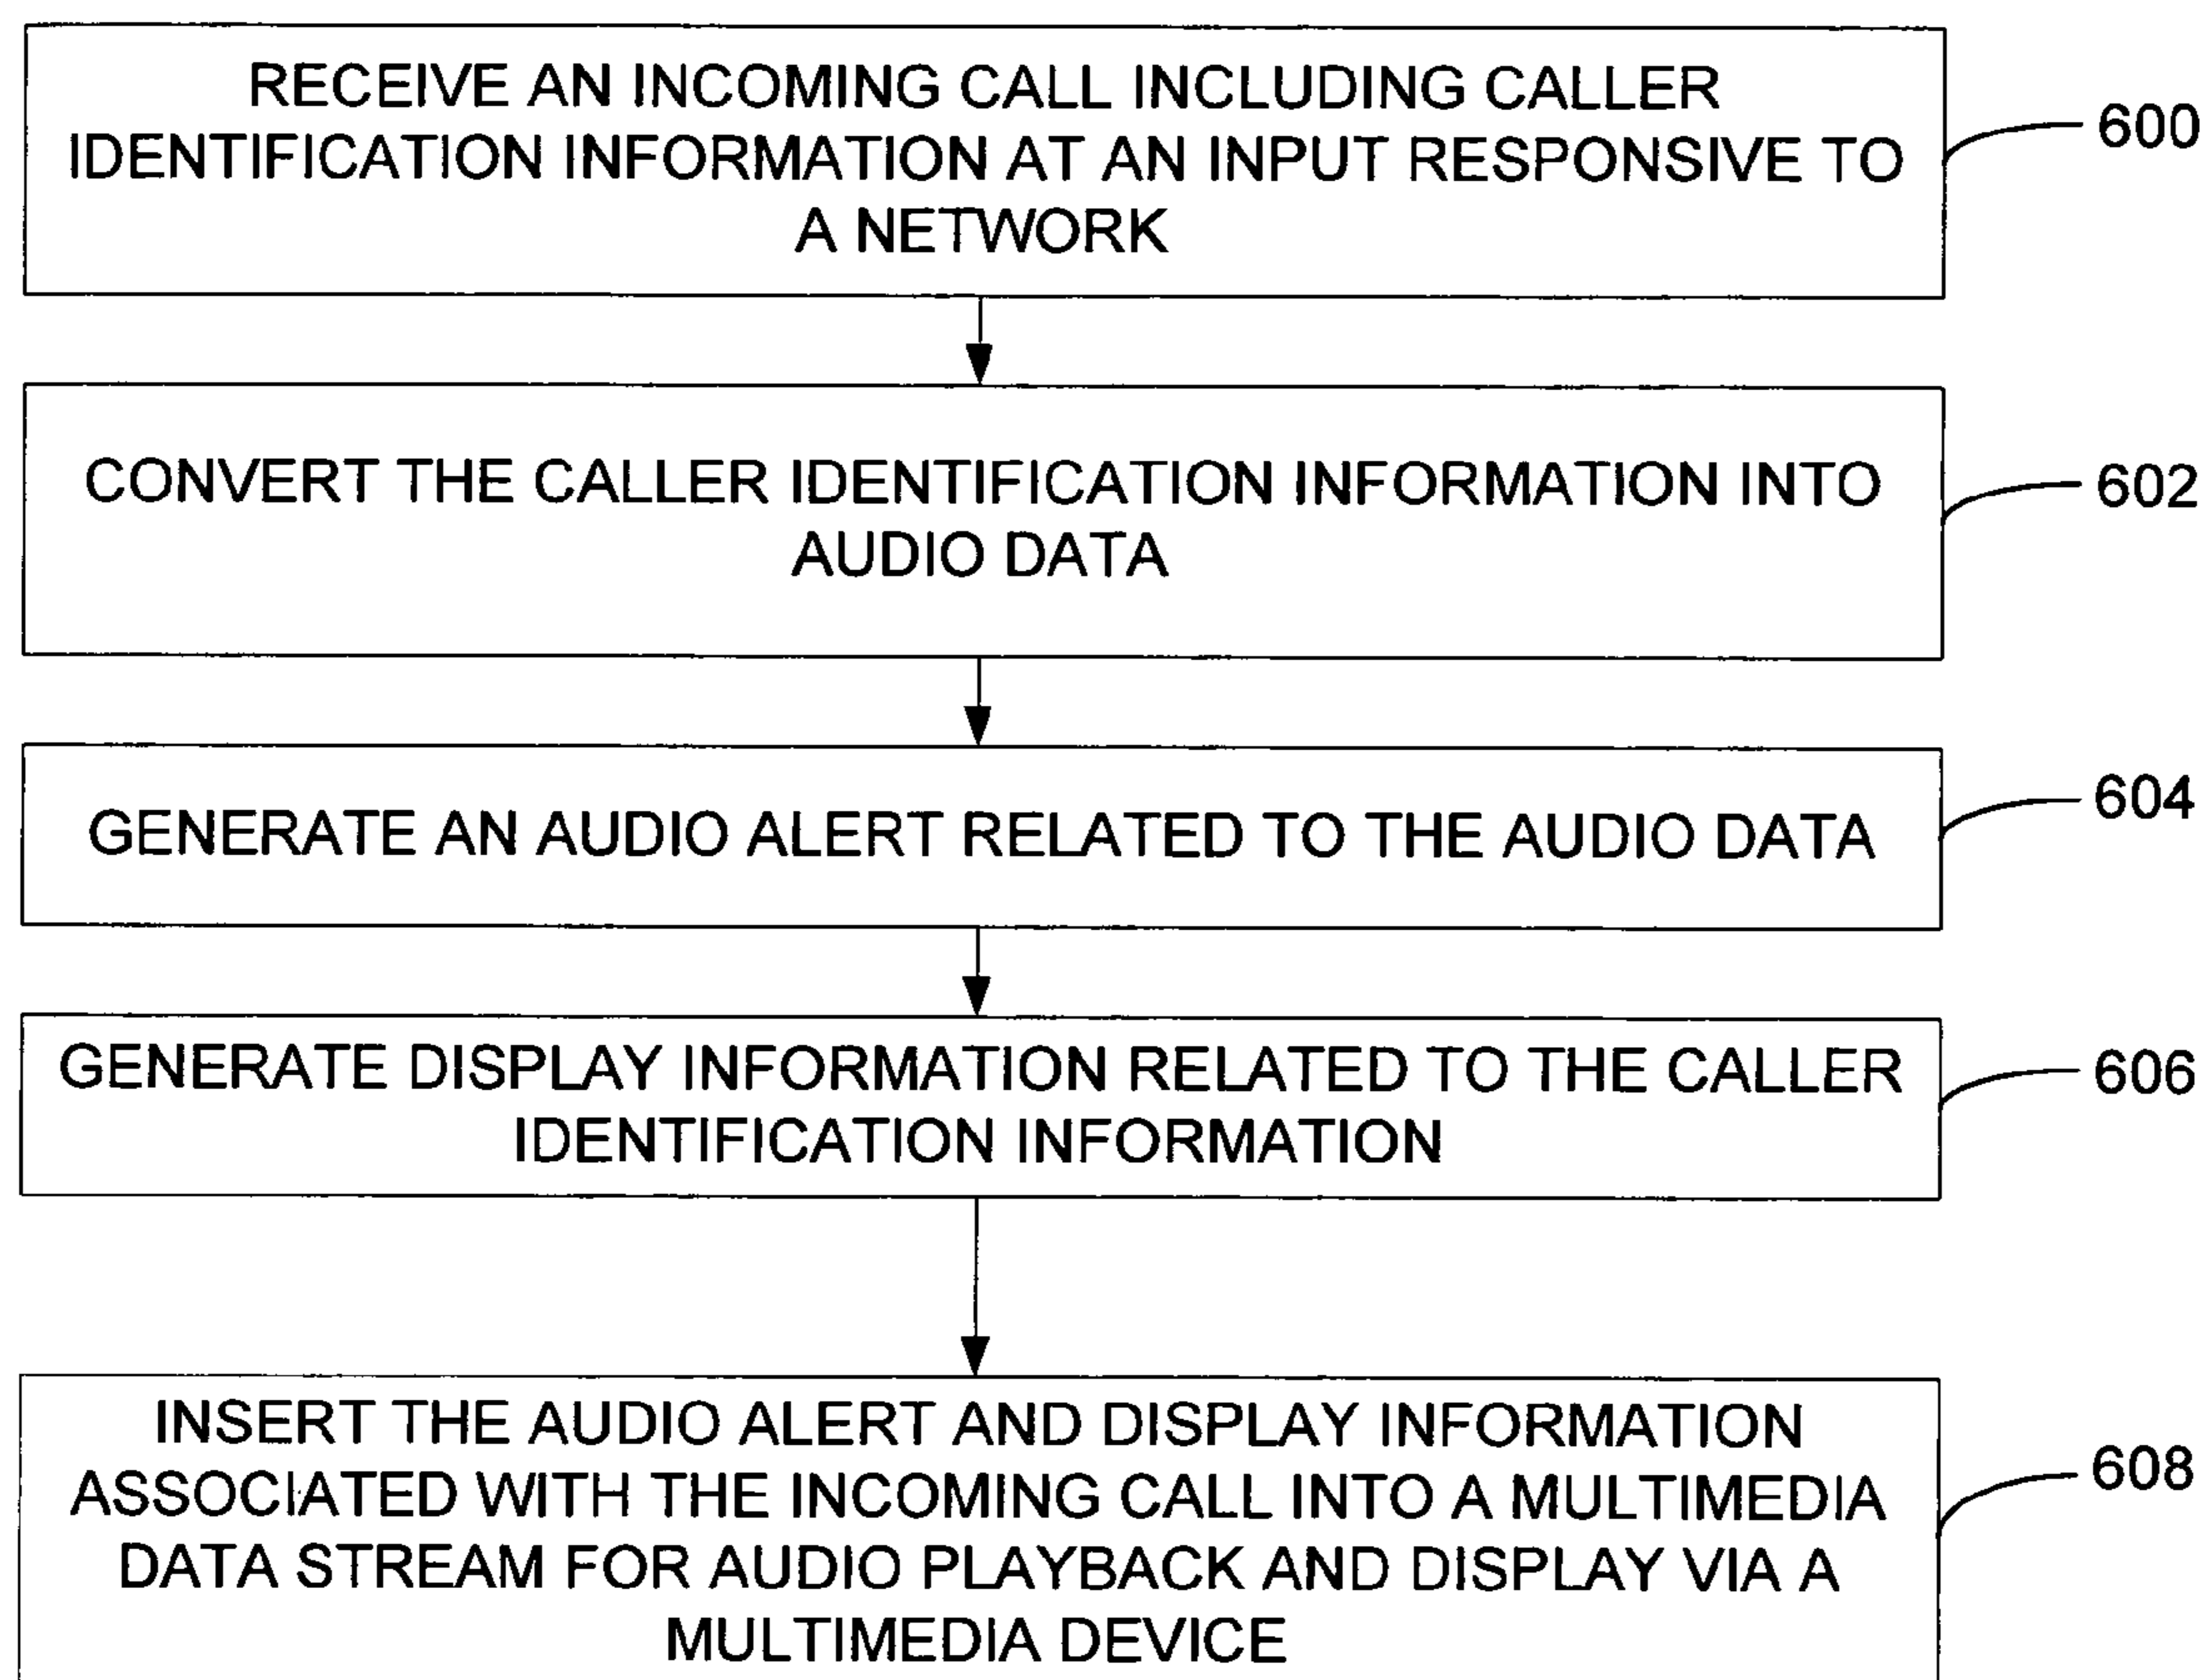 RECEIVE AN INCOMING CALL INCLUDING CALLER
IDENTIFICATION INFORMATION AT AN INPUT RESPONSIVE TO
A NETWORK
600
CONVERT THE CALLER IDENTIFICATION INFORMATION INTO
AUDIO DATA
602
GENERATE AN AUDIO ALERT RELATED TO THE AUDIO DATA
604
GENERATE DISPLAY INFORMATION RELATED TO THE CALLER
IDENTIFICATION INFORMATION
606
INSERT THE AUDIO ALERT AND DISPLAY INFORMATION
ASSOCIATED WITH THE INCOMING CALL INTO A MULTIMEDIA
DATA STREAM FOR AUDIO PLAYBACK AND DISPLAY VIA A
MULTIMEDIA DEVICE
608